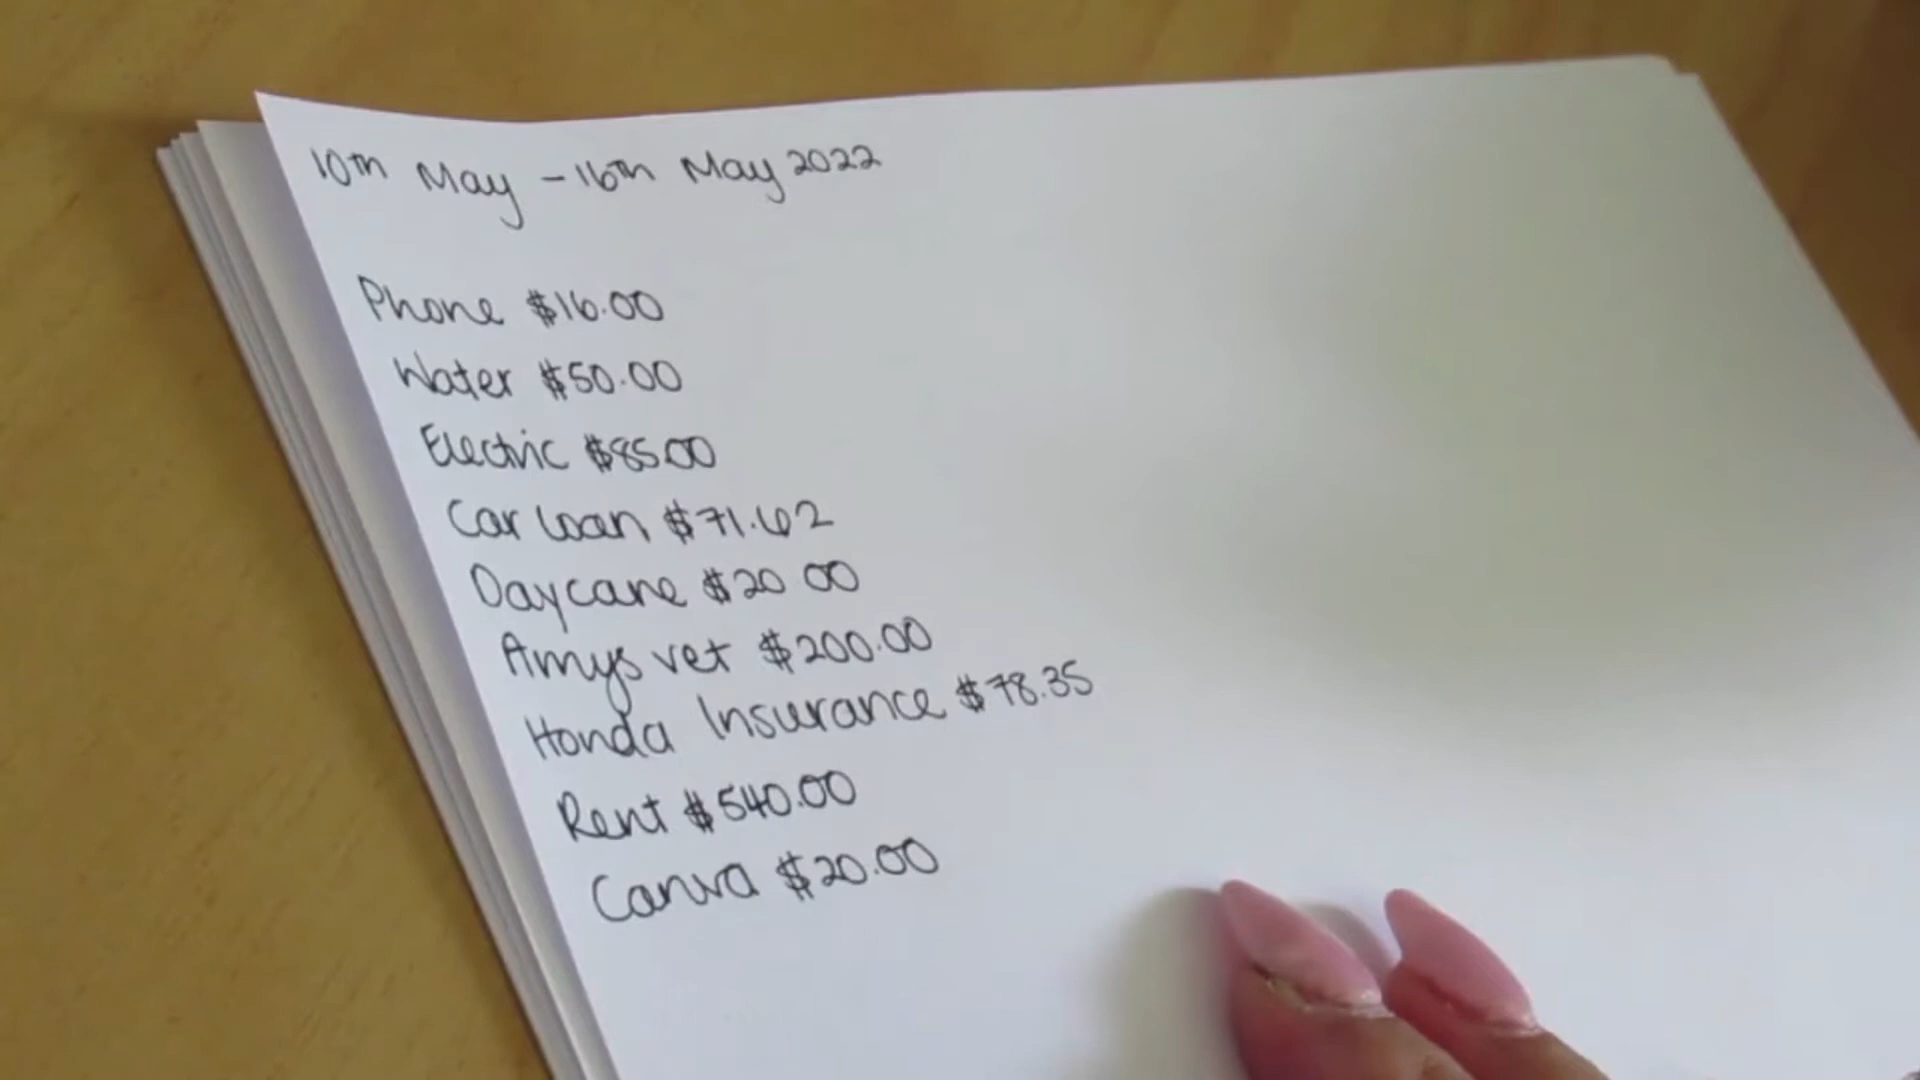 10th May - 16th May 2022
Phone $16.00
Water $50.00
Electric $85.00
Car loan $71.62
Daycare $20 00
Amys vet $200.00
Honda Insurance $78.35
Rent $540.00
Canva $20.00